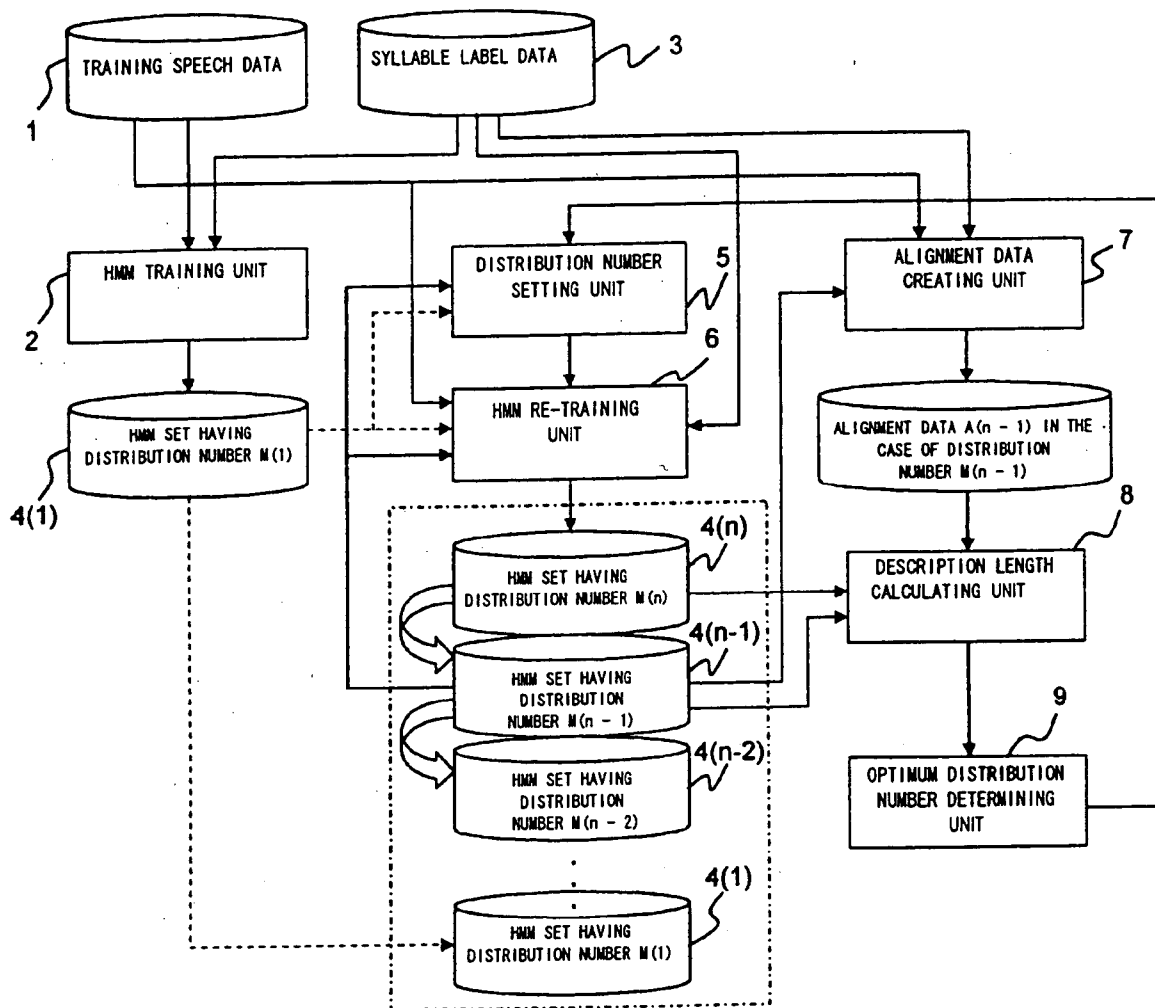 TRAINING SPEECH DATA
1
SYLLABLE LABEL DATA
3
HMM TRAINING UNIT
2
DISTRIBUTION NUMBER
SETTING UNIT
5
ALIGNMENT DATA
CREATING UNIT
7
HMM SET HAVING
DISTRIBUTION NUMBER M(1)
4(1)
HMM RE-TRAINING
UNIT
6
ALIGNMENT DATA A(n - 1) IN THE
CASE OF DISTRIBUTION
NUMBER M(n - 1)
HMM SET HAVING
DISTRIBUTION NUMBER M(n)
4(n)
DESCRIPTION LENGTH
CALCULATING UNIT
8
HMM SET HAVING
DISTRIBUTION
NUMBER M(n - 1)
4(n-1)
HMM SET HAVING
DISTRIBUTION
NUMBER M(n - 2)
4(n-2)
OPTIMUM DISTRIBUTION
NUMBER DETERMINING
UNIT
9
HMM SET HAVING
DISTRIBUTION NUMBER M(1)
4(1)